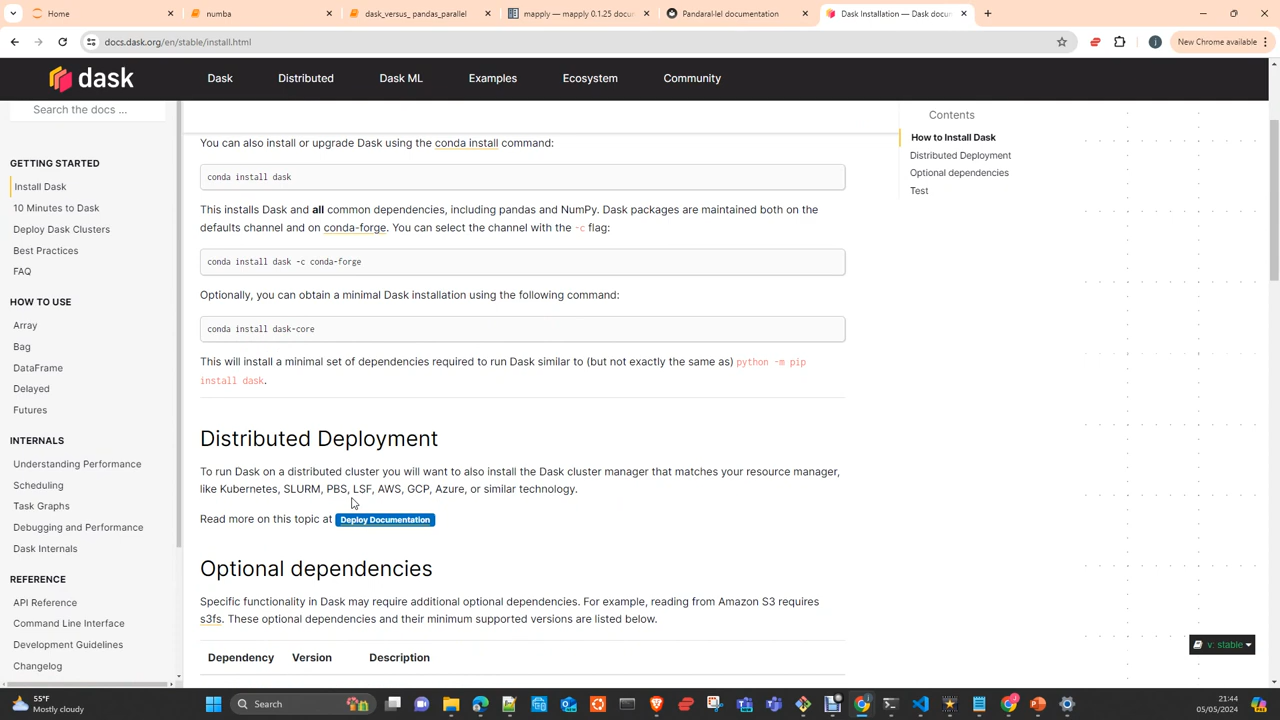 Home
numba
dask_versus_ pandas_parallel
mapply — mapply 0.1.25 docu
Pandaral·lel documentation
Dask Installation — Dask docu
docs.dask.org/en/stable/install.html
New Chrome available
dask
Dask
Distributed
Dask ML
Examples
Ecosystem
Community
Search the docs ...
GETTING STARTED
Install Dask
10 Minutes to Dask
Deploy Dask Clusters
Best Practices
FAQ
HOW TO USE
Array
Bag
DataFrame
Delayed
Futures
INTERNALS
Understanding Performance
Scheduling
Task Graphs
Debugging and Performance
Dask Internals
REFERENCE
API Reference
Command Line Interface
Development Guidelines
Changelog
You can also install or upgrade Dask using the conda install command:
conda install dask
This installs Dask and all common dependencies, including pandas and NumPy. Dask packages are maintained both on the
defaults channel and on conda-forge. You can select the channel with the -c flag:
conda install dask -c conda-forge
Optionally, you can obtain a minimal Dask installation using the following command:
conda install dask-core
This will install a minimal set of dependencies required to run Dask similar to (but not exactly the same as) python -m pip
install dask.
Distributed Deployment
To run Dask on a distributed cluster you will want to also install the Dask cluster manager that matches your resource manager,
like Kubernetes, SLURM, PBS, LSF, AWS, GCP, Azure, or similar technology.
Read more on this topic at Deploy Documentation
Optional dependencies
Specific functionality in Dask may require additional optional dependencies. For example, reading from Amazon S3 requires
s3fs. These optional dependencies and their minimum supported versions are listed below.
Dependency Version Description
Contents
How to Install Dask
Distributed Deployment
Optional dependencies
Test
v: stable
55°F
Mostly cloudy
Search
21:44
05/05/2024